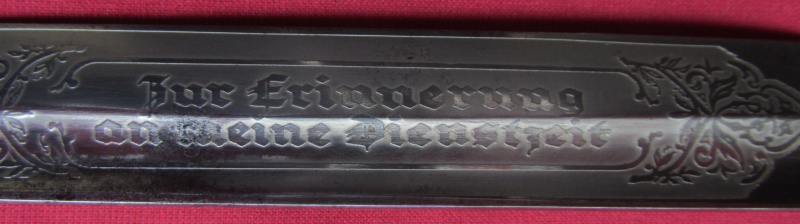 Zur Erinnerung
an meine Dienstzeit